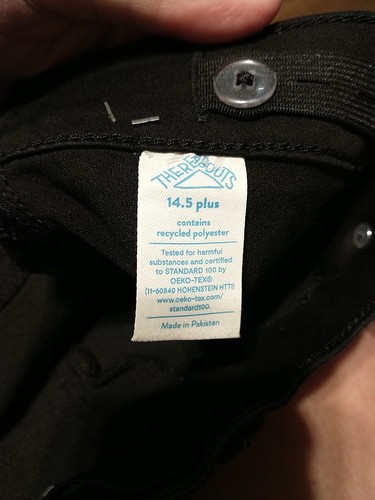 THEREABOUTS
14.5 plus
contains
recycled polyester
Tested for harmful
substances and certified
to STANDARD 100 by
OEKO-TEX®
(11-60840 HOHENSTEIN HTTI)
www.oeko-tex.com/
standard100.
Made in Pakistan